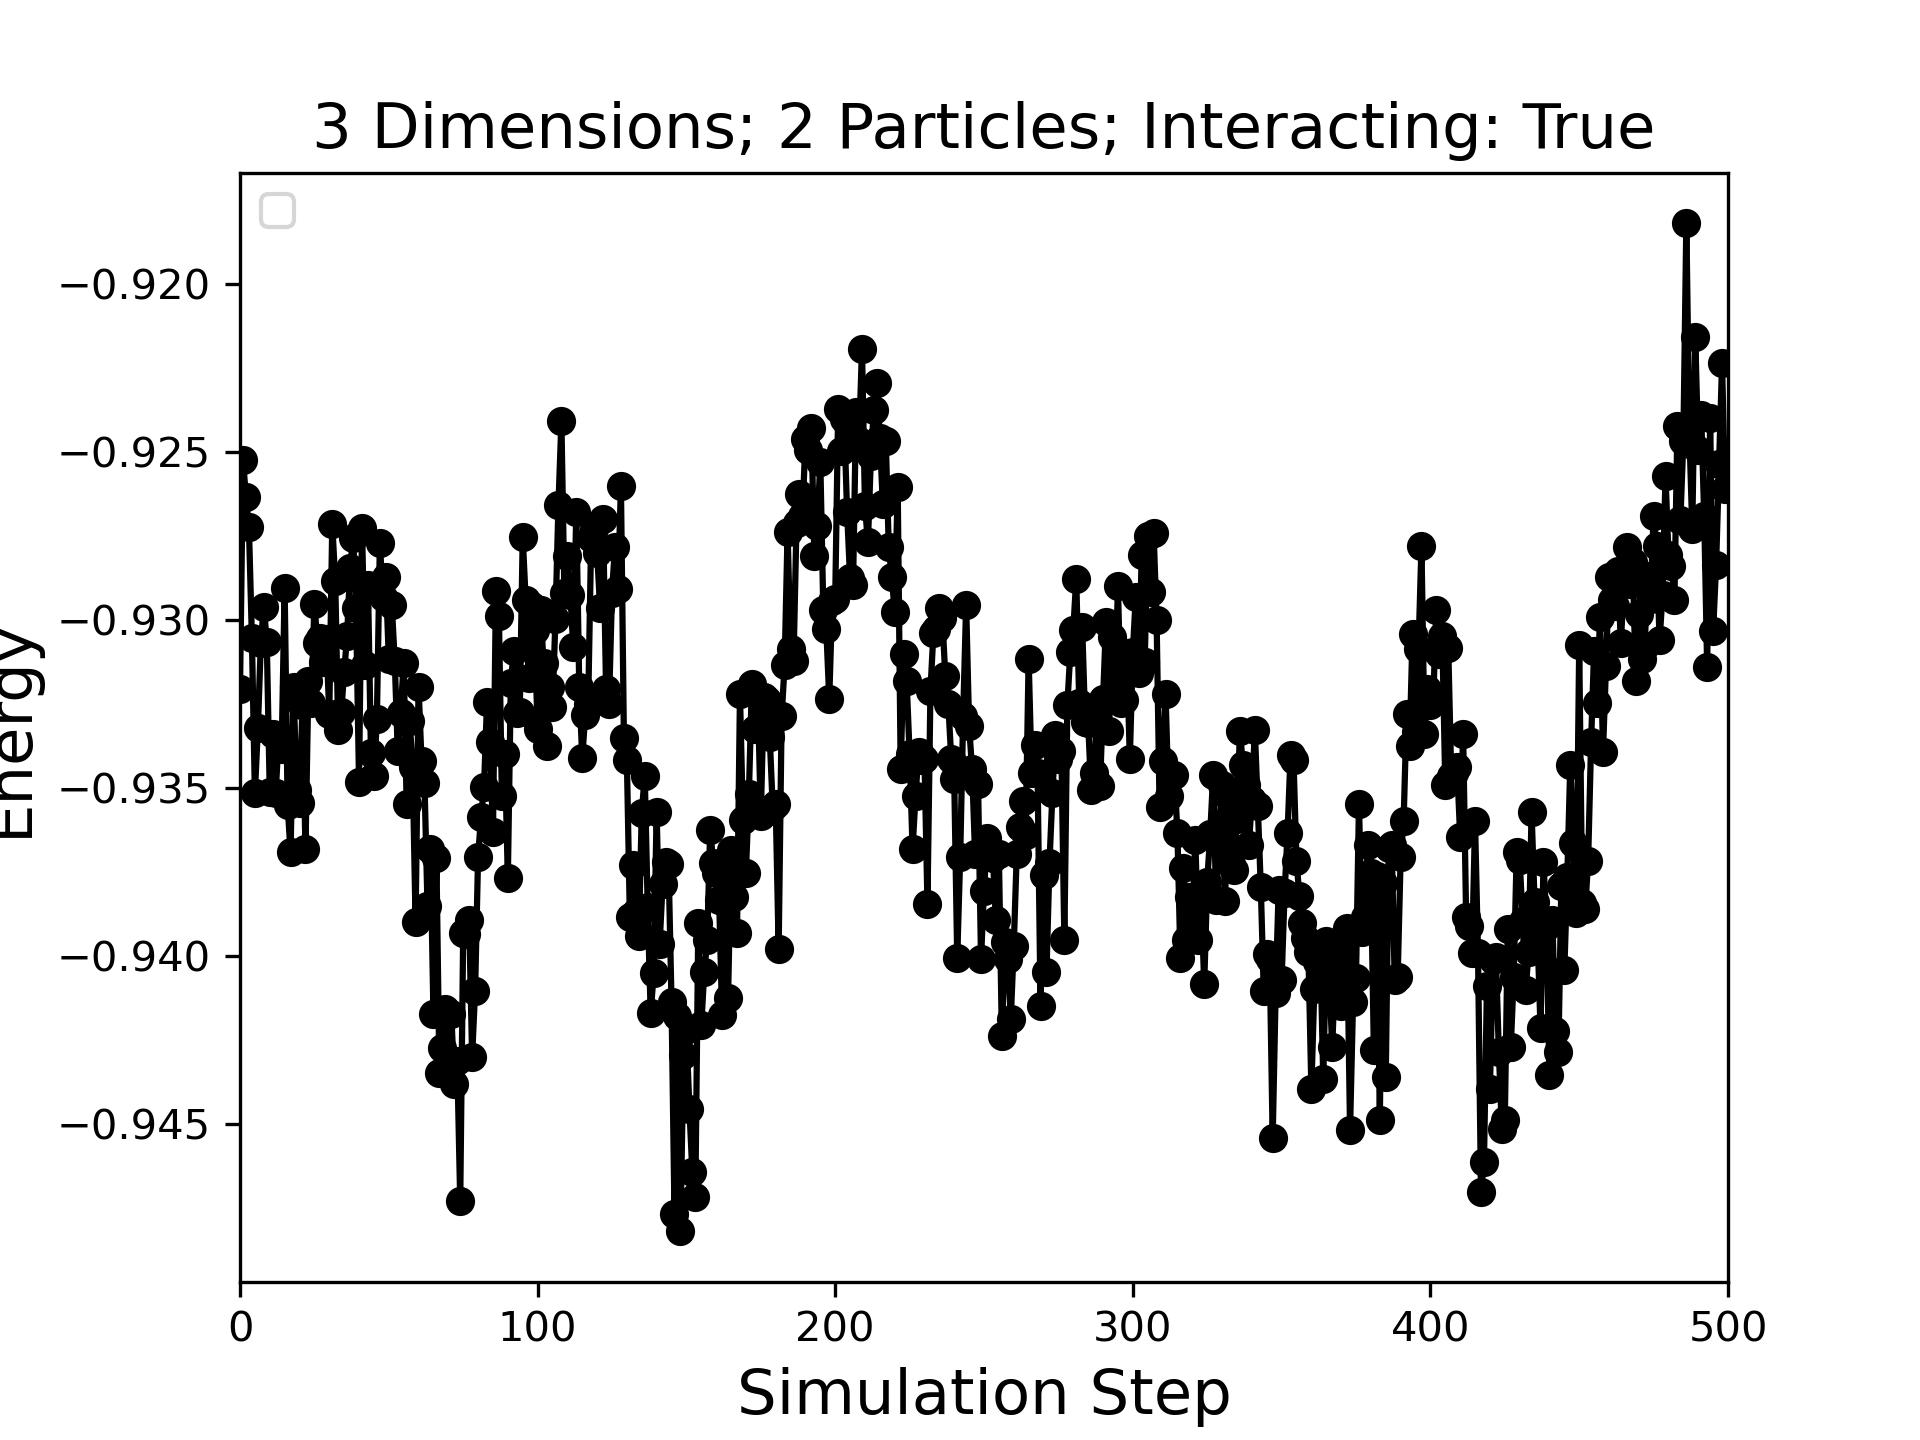 3 Dimensions; 2 Particles; Interacting: True
Energy
−0.920
−0.925
−0.930
−0.935
−0.940
−0.945
0 100 200 300 400 500
Simulation Step